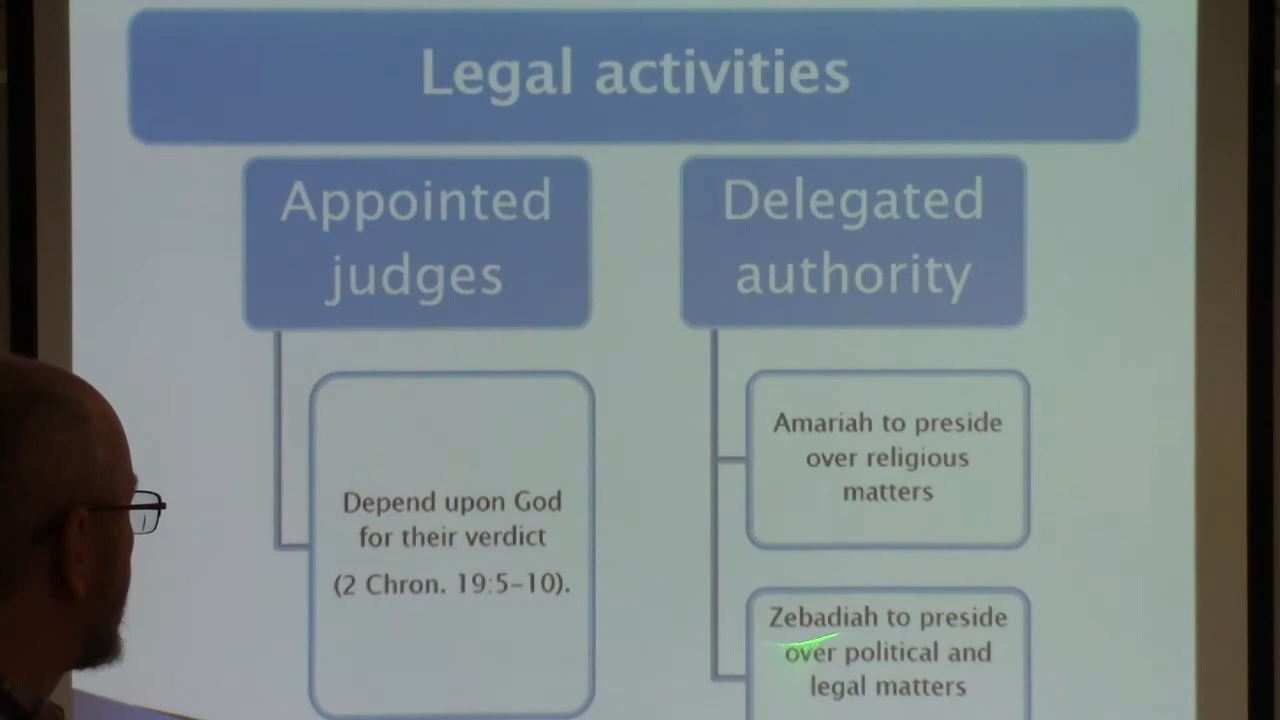 Legal activities
Appointed
judges
Depend upon God
for their verdict
(2 Chron. 19:5–10).
Delegated
authority
Amariah to preside
over religious
matters
Zebadiah to preside
over political and
legal matters